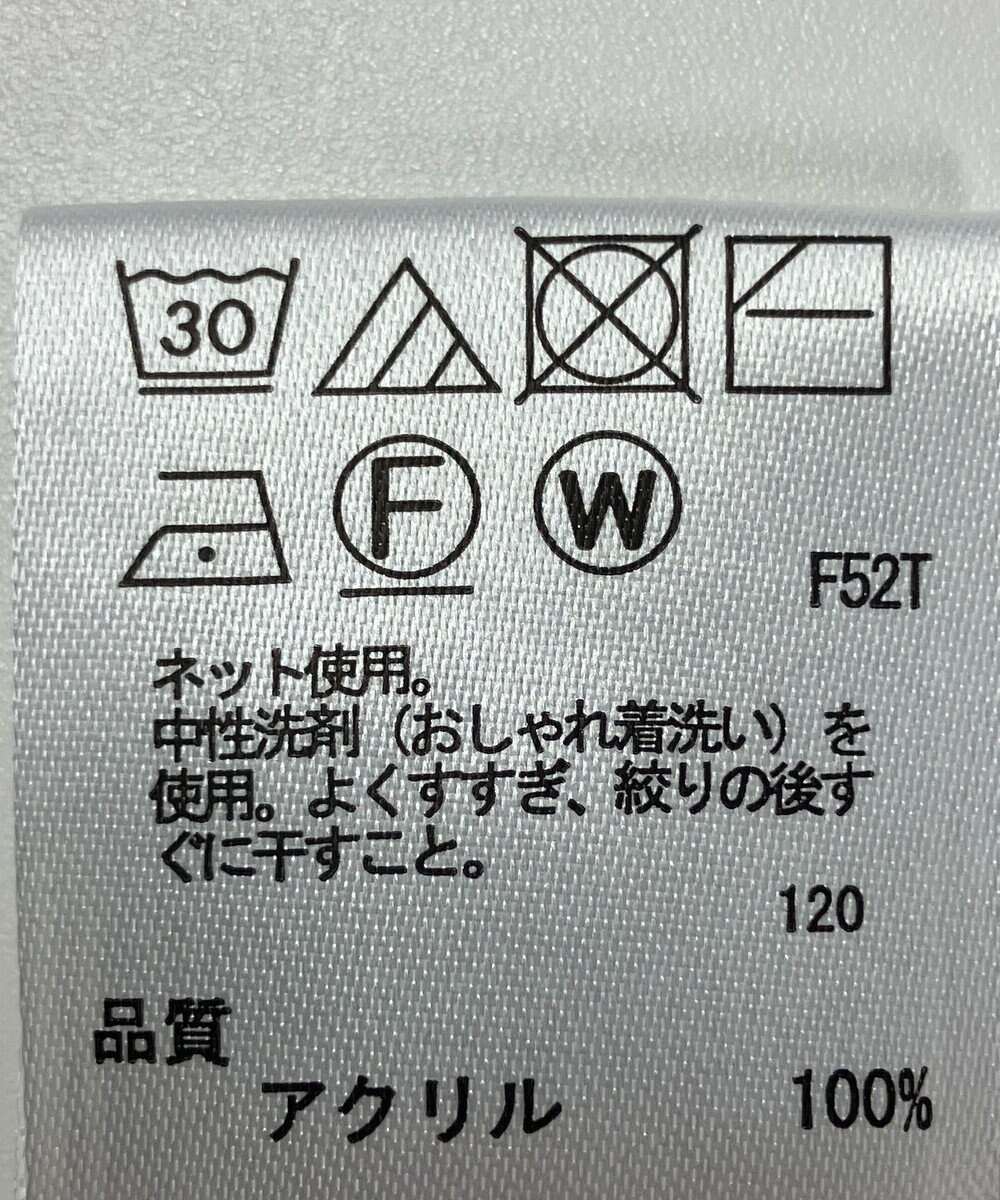 30
F W
F52T
ネット使用。
中性洗剤（おしゃれ着洗い）を
使用。よくすすぎ、絞りの後す
ぐに干すこと。
120
品質
アクリル 100%